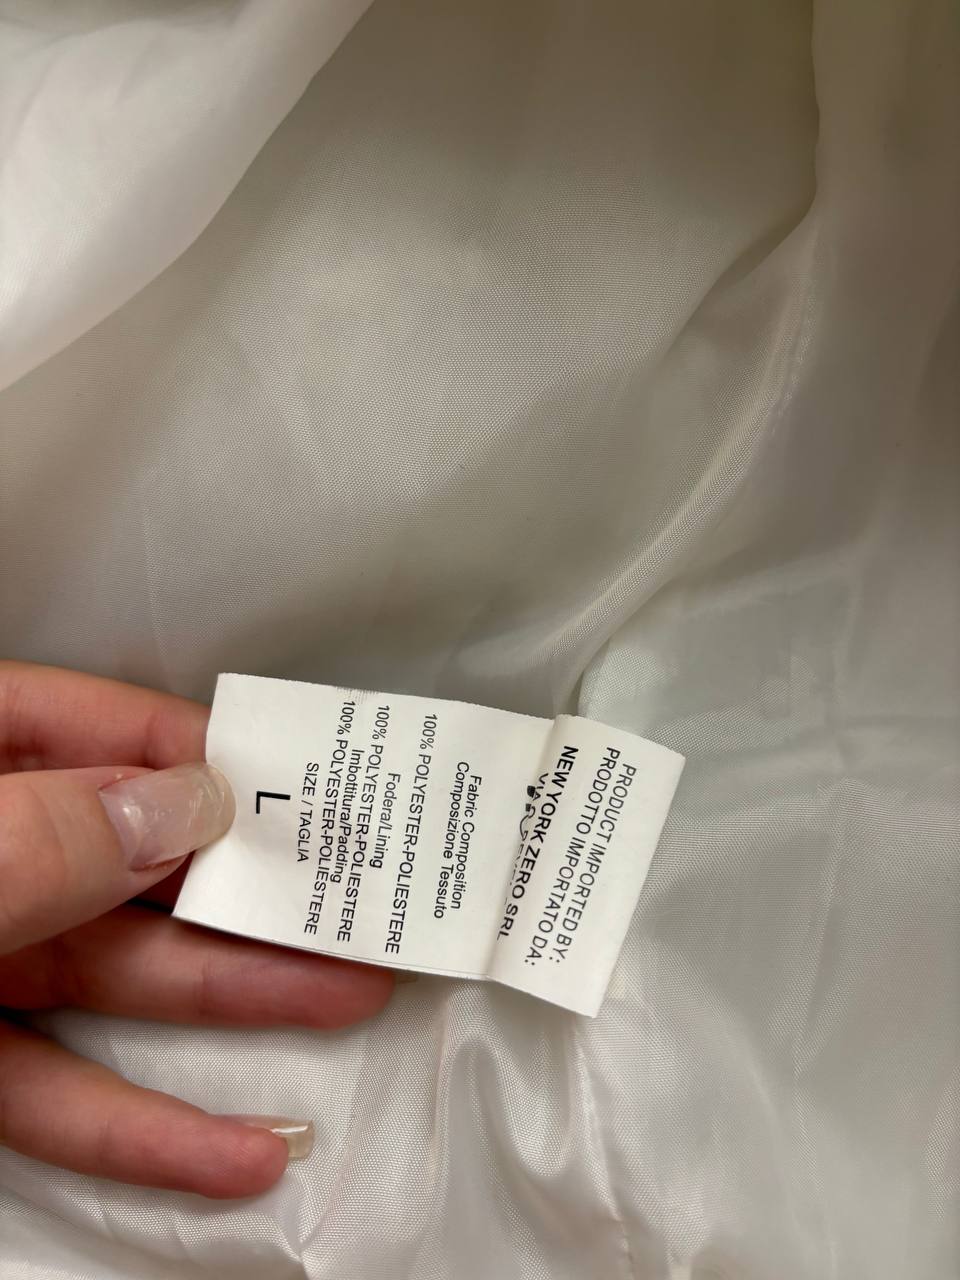 PRODUCT IMPORTED BY:
PRODOTTO IMPORTATO DA:
NEW YORK ZERO SRL
Fabric Composition
Composizione Tessuto
100% POLYESTER-POLIESTERE
Fodera/Lining
100% POLYESTER-POLIESTERE
Imbottitura/Padding
100% POLYESTER-POLIESTERE
SIZE / TAGLIA
L